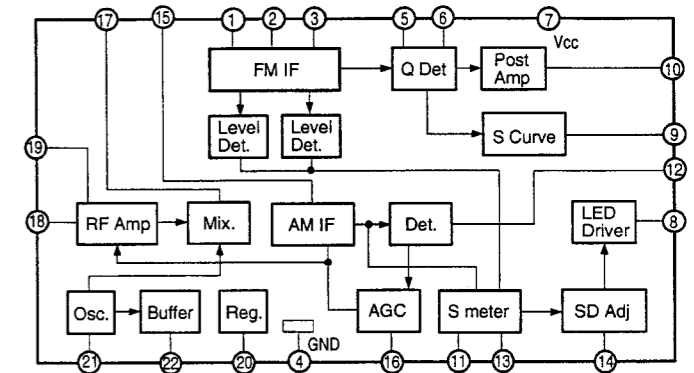 17
15
1
2
3
5
6
7
Vcc
FM IF
Q Det
Post
Amp
10
Level
Det.
Level
Det.
S Curve
9
19
12
18
RF Amp
Mix.
AM IF
Det.
LED
Driver
8
Osc.
Buffer
Reg.
GND
AGC
S meter
SD Adj
21
22
20
4
16
11
13
14